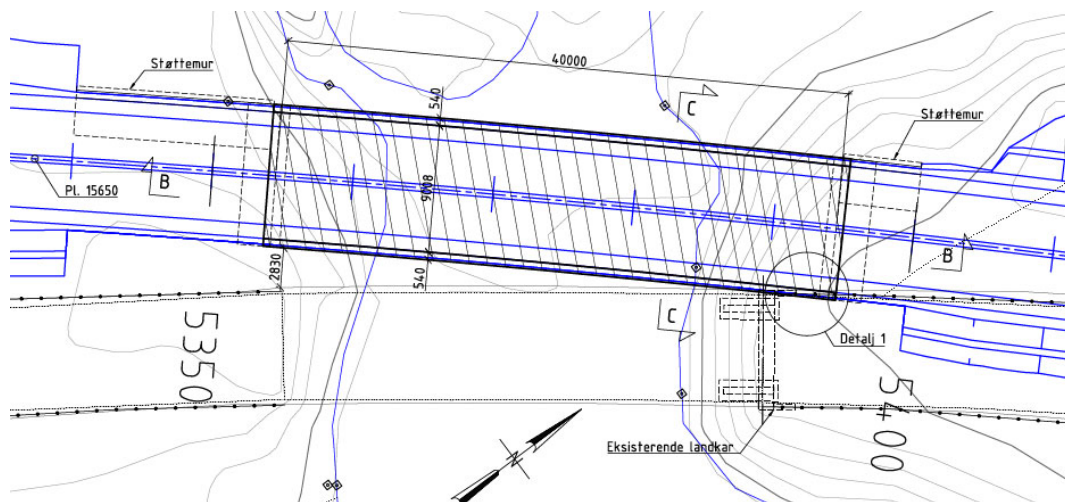 Støttemur
40000
540
C
Støttemur
Pl. 15650
B
9008
B
2830
540
C
Detalj 1
5350
5400
Eksisterende landkar
N